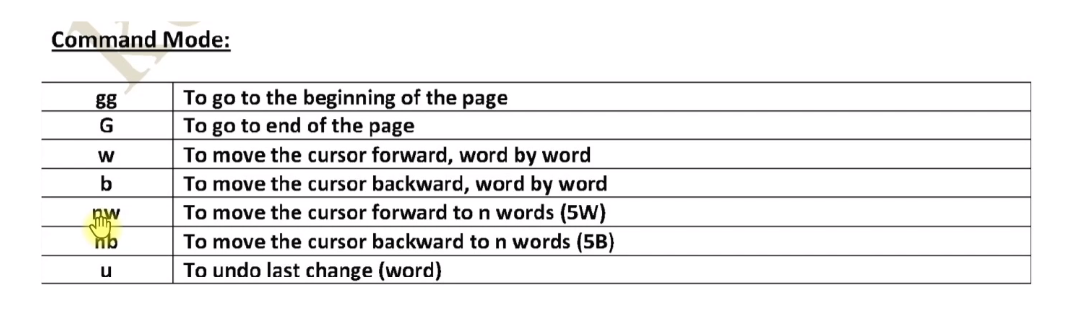 Command Mode:
gg To go to the beginning of the page
G To go to end of the page
w To move the cursor forward, word by word
b To move the cursor backward, word by word
nw To move the cursor forward to n words (5W)
nb To move the cursor backward to n words (5B)
u To undo last change (word)